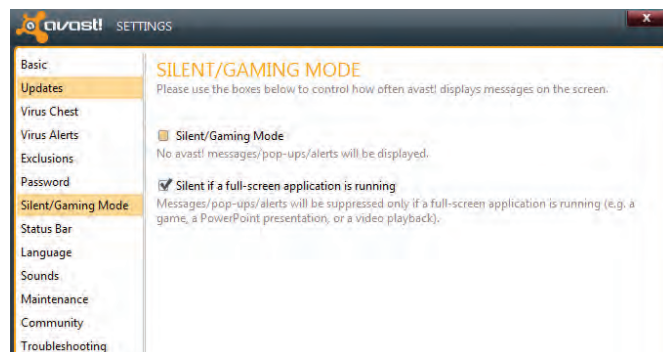 avast! SETTINGS
x
Basic
Updates
Virus Chest
Virus Alerts
Exclusions
Password
Silent/Gaming Mode
Status Bar
Language
Sounds
Maintenance
Community
Troubleshooting
SILENT/GAMING MODE
Please use the boxes below to control how often avast! displays messages on the screen.
Silent/Gaming Mode
No avast! messages/pop-ups/alerts will be displayed.
Silent if a full-screen application is running
Messages/pop-ups/alerts will be suppressed only if a full-screen application is running (e.g. a
game, a PowerPoint presentation, or a video playback).